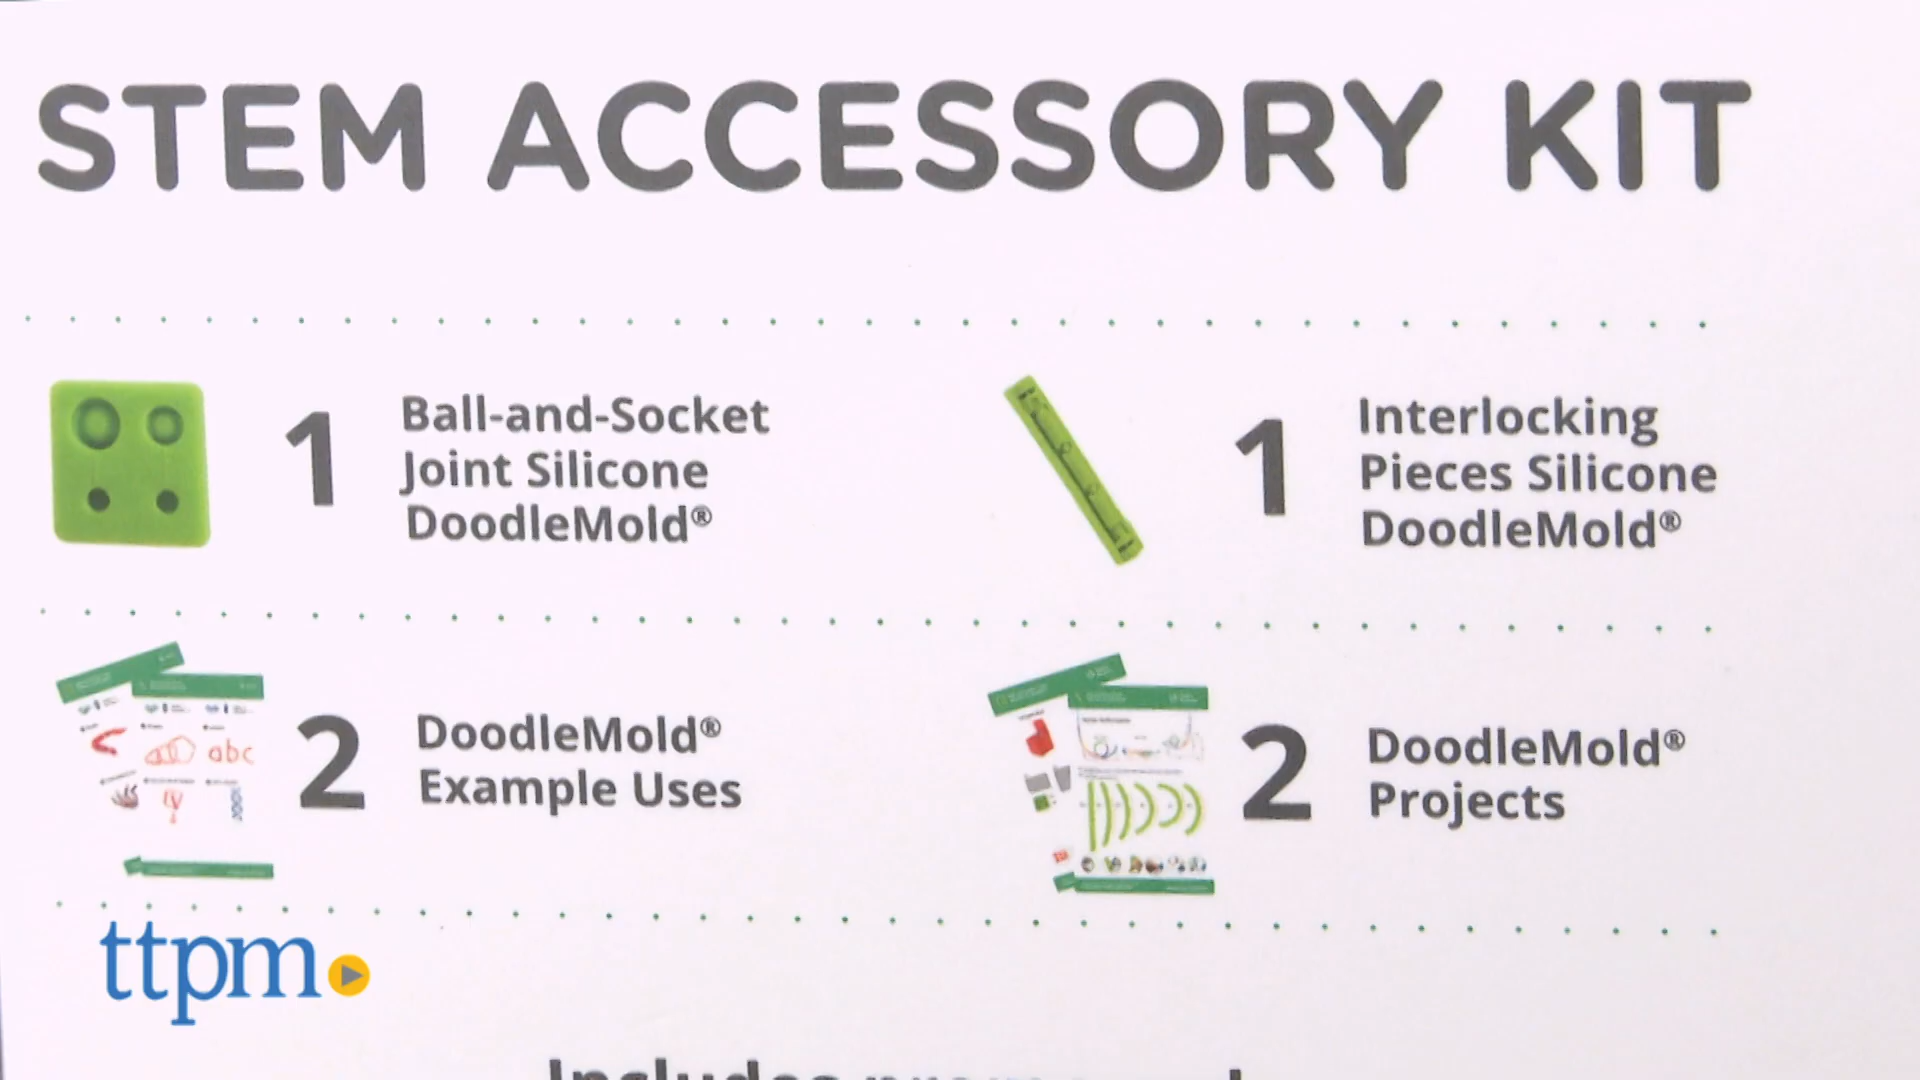 STEM ACCESSORY KIT
1
Ball-and-Socket
Joint Silicone
DoodleMold®
1
Interlocking
Pieces Silicone
DoodleMold®
abc
2
DoodleMold®
Example Uses
2
DoodleMold®
Projects
ttpm
Includes